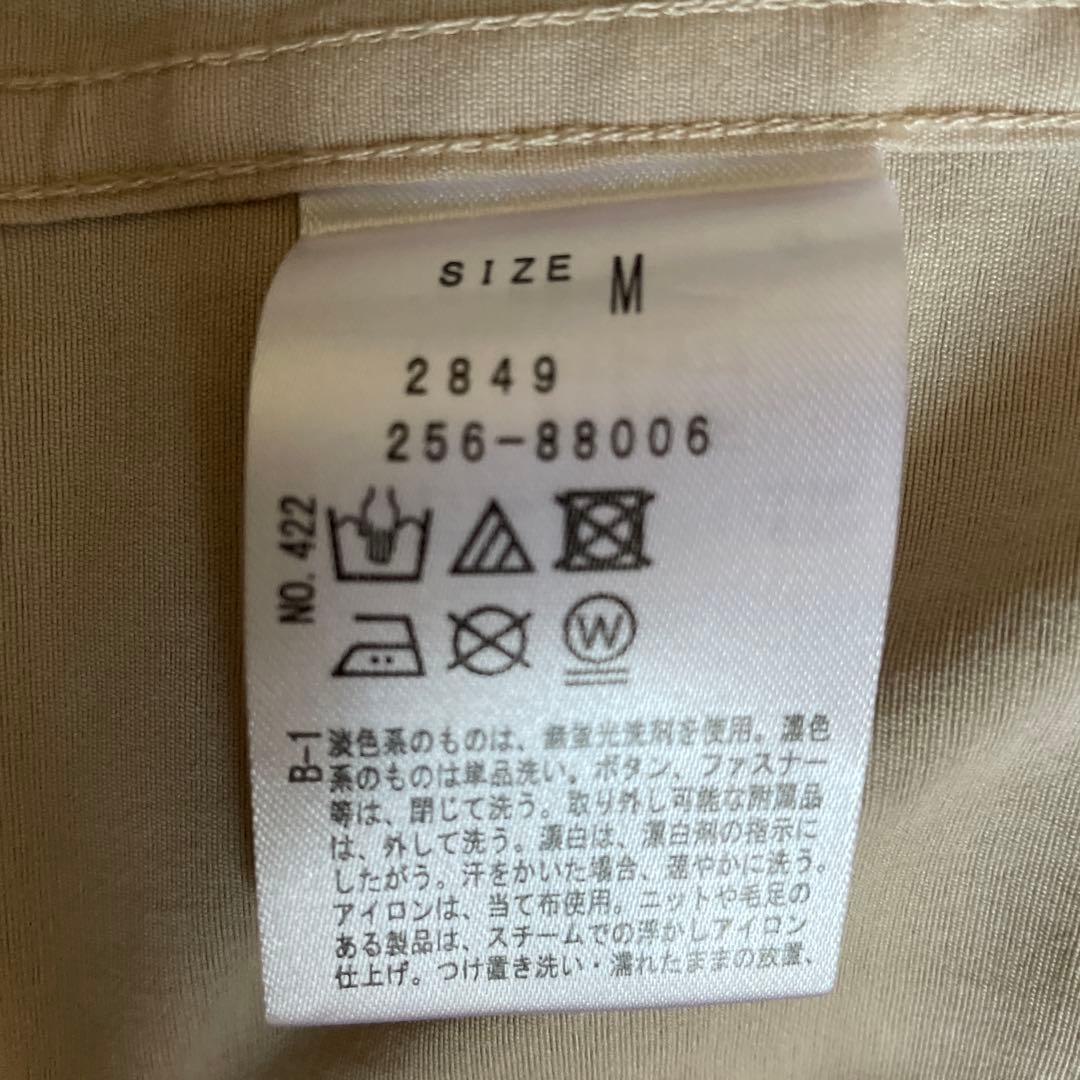 SIZE M
2849
256-88006
NO. 422
W
B-1
淡色系のものは、無蛍光洗剤を使用。濃色
系のものは単品洗い。ボタン、ファスナー
等は、閉じて洗う。取り外し可能な附属品
は、外して洗う。漂白は、漂白剤の指示に
したがう。汗をかいた場合、速やかに洗う。
アイロンは、当て布使用。ニットや毛足の
ある製品は、スチームでの浮かしアイロン
仕上げ。つけ置き洗い・濡れたままの放置、